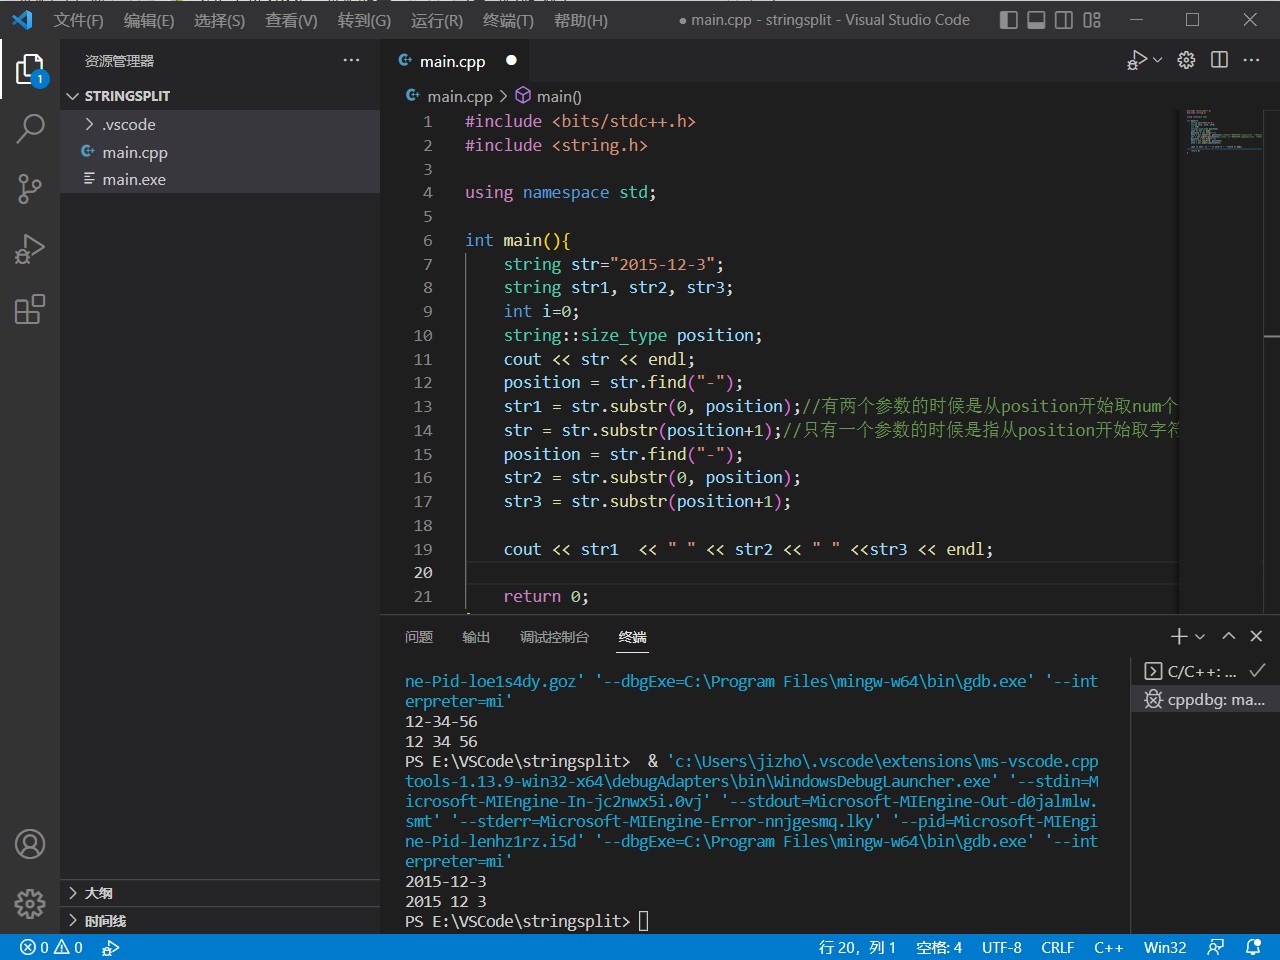 文件(F) 编辑(E) 选择(S) 查看(V) 转到(G) 运行(R) 终端(T) 帮助(H) ● main.cpp - stringsplit - Visual Studio Code
资源管理器 ···
STRINGSPLIT
.vscode
main.cpp
main.exe
大纲
时间线
1
main.cpp ●
main.cpp > main()
1 #include <bits/stdc++.h>
2 #include <string.h>
3
4 using namespace std;
5
6 int main(){
7 string str="2015-12-3";
8 string str1, str2, str3;
9 int i=0;
10 string::size_type position;
11 cout << str << endl;
12 position = str.find("-");
13 str1 = str.substr(0, position);//有两个参数的时候是从position开始取num个
14 str = str.substr(position+1);//只有一个参数的时候是指从position开始取字符
15 position = str.find("-");
16 str2 = str.substr(0, position);
17 str3 = str.substr(position+1);
18
19 cout << str1  << " " << str2 << " " <<str3 << endl;
20
21 return 0;
问题 输出 调试控制台 终端
ne-Pid-loe1s4dy.goz' '--dbgExe=C:\Program Files\mingw-w64\bin\gdb.exe' '--int
erpreter=mi'
12-34-56
12 34 56
PS E:\VSCode\stringsplit>  & 'c:\Users\jizho\.vscode\extensions\ms-vscode.cpp
tools-1.13.9-win32-x64\debugAdapters\bin\WindowsDebugLauncher.exe' '--stdin=M
icrosoft-MIEngine-In-jc2nwx5i.0vj' '--stdout=Microsoft-MIEngine-Out-d0jalmlw.
smt' '--stderr=Microsoft-MIEngine-Error-nnjgesmq.lky' '--pid=Microsoft-MIEngi
ne-Pid-lenhz1rz.i5d' '--dbgExe=C:\Program Files\mingw-w64\bin\gdb.exe' '--int
erpreter=mi'
2015-12-3
2015 12 3
PS E:\VSCode\stringsplit>
C/C++: ...
cppdbg: ma...
0 0 行 20，列 1 空格: 4 UTF-8 CRLF C++ Win32